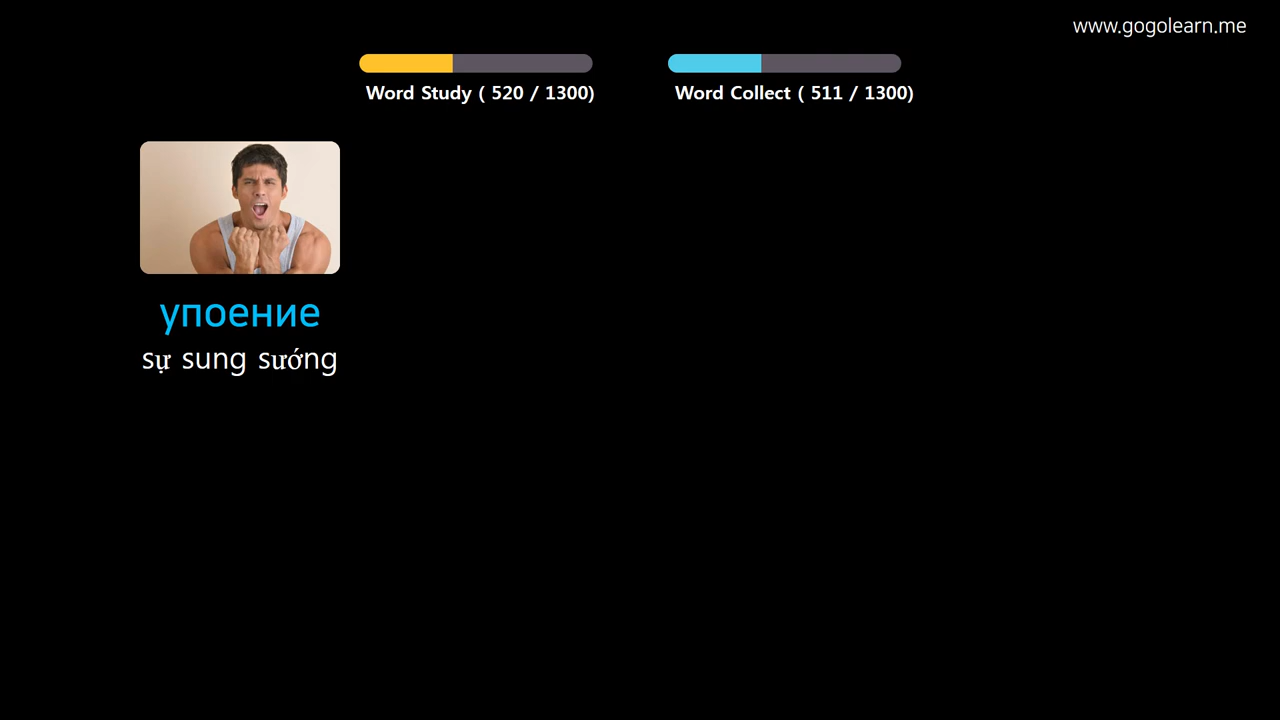 www.gogolearn.me
Word Study ( 520 / 1300)
Word Collect ( 511 / 1300)
упоение
sự sung sướng